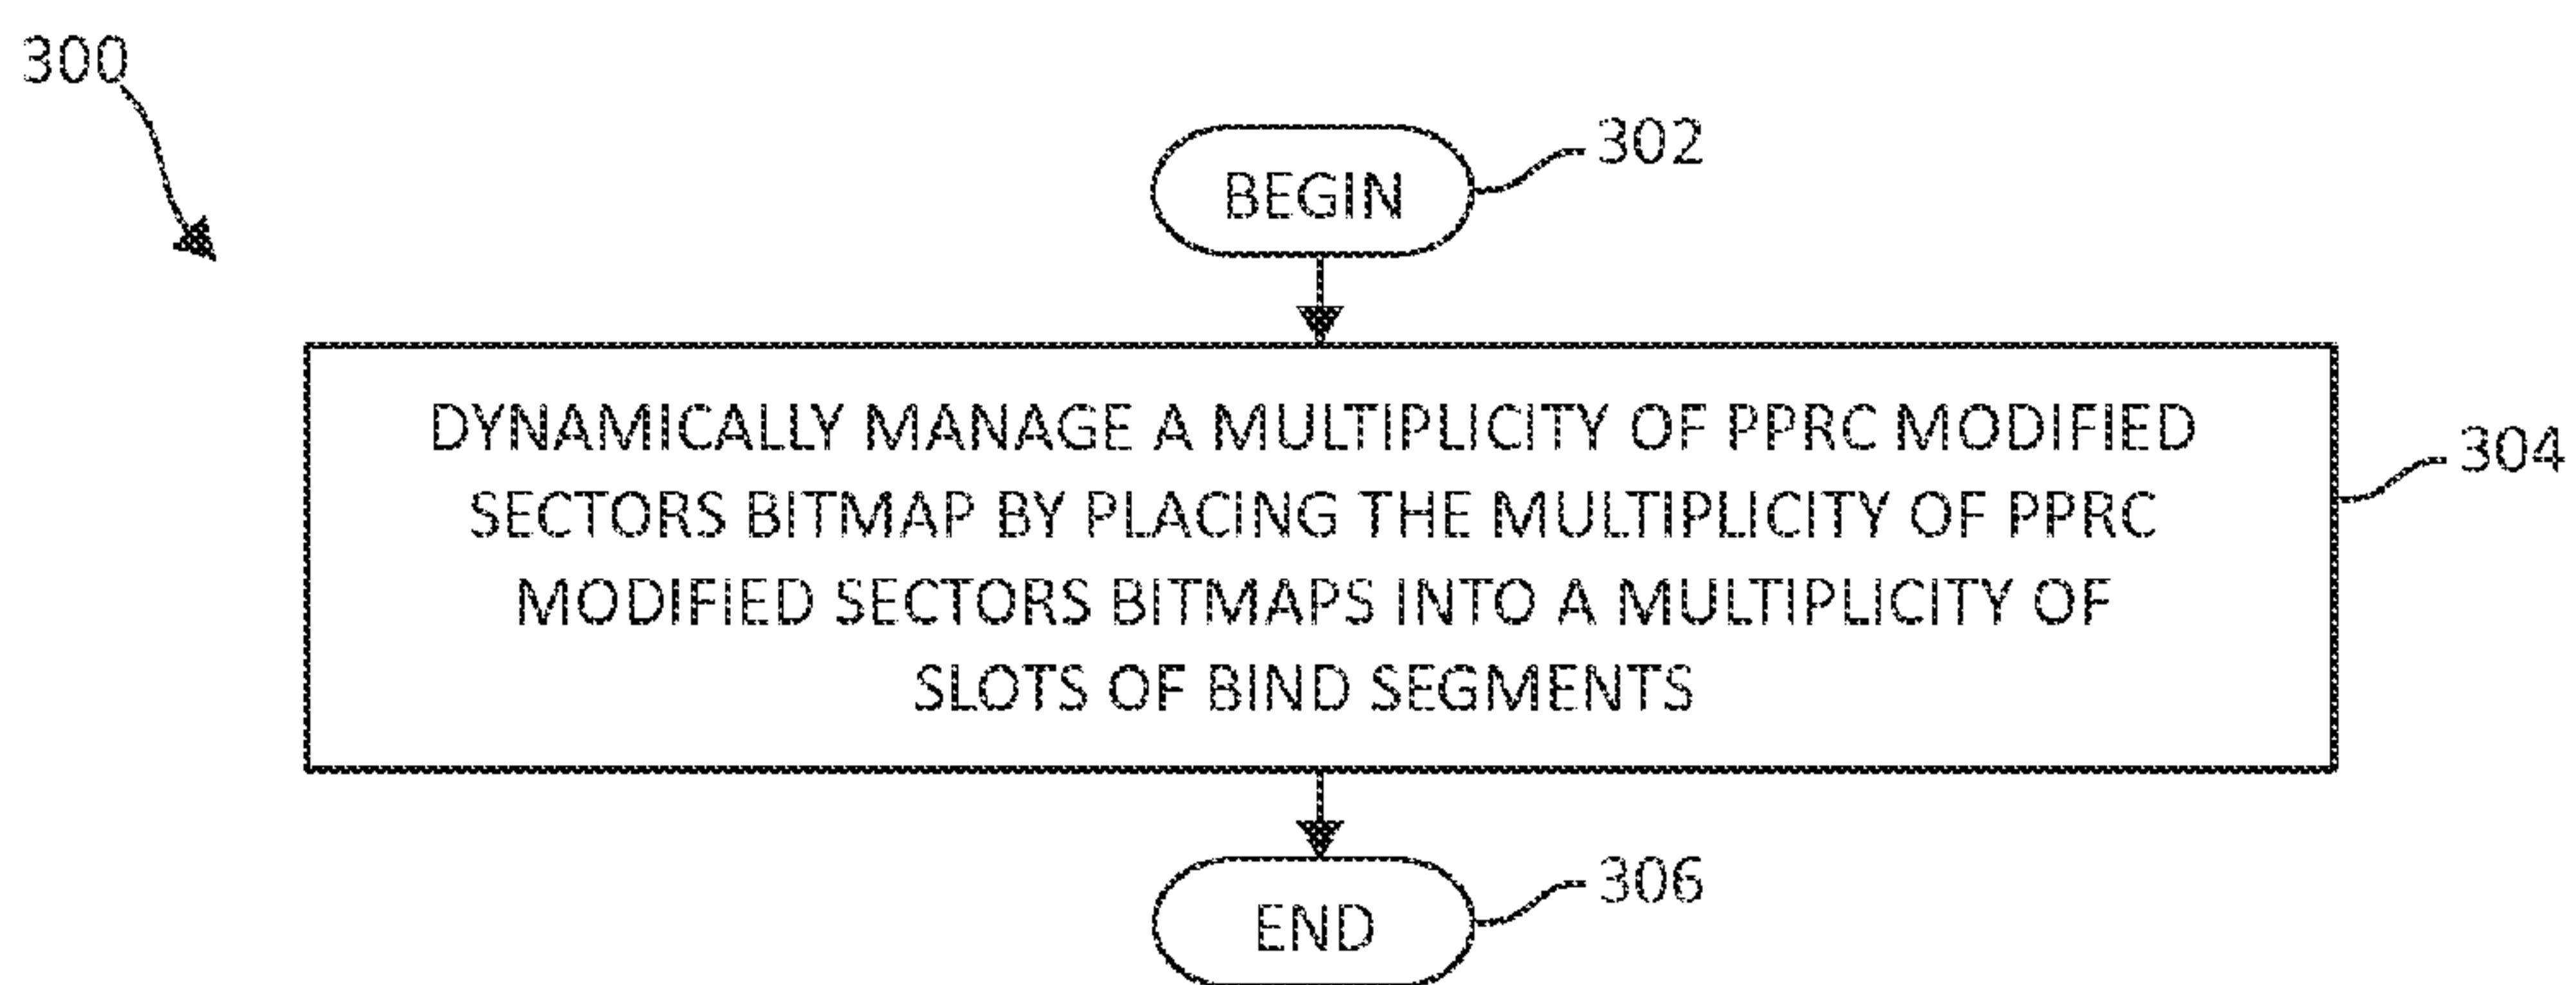 300
BEGIN
302
DYNAMICALLY MANAGE A MULTIPLICITY OF PPRC MODIFIED
SECTORS BITMAP BY PLACING THE MULTIPLICITY OF PPRC
MODIFIED SECTORS BITMAPS INTO A MULTIPLICITY OF
SLOTS OF BIND SEGMENTS
304
END
306